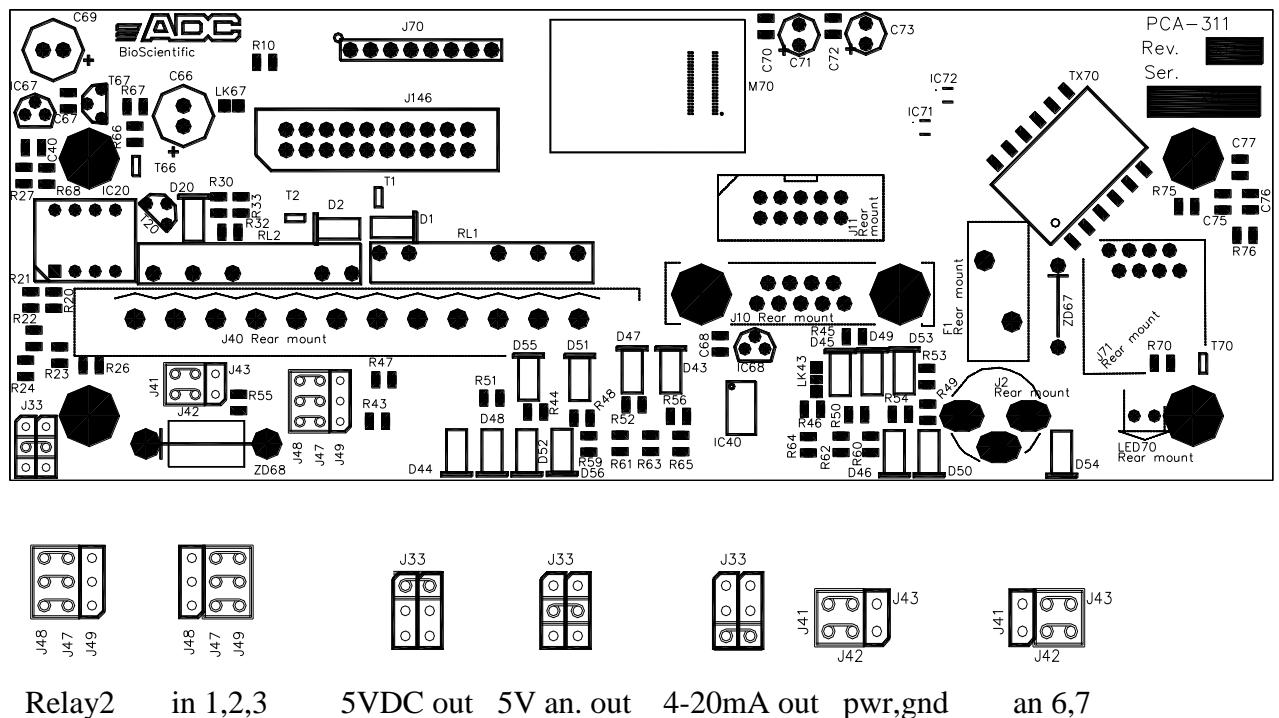 C69
ADC
BioScientific
R10
J70
C70
C71
C72
C73
PCA-311
Rev.
Ser.
IC67
C67
T67
R67
C66
LK67
M70
IC72
IC71
TX70
J146
R66
C40
T66
R27
R68
IC20
D20
R30
R33
R32
T20
T2
D2
T1
D1
RL2
RL1
J11
Rear mount
R75
C77
C75
C76
R76
R21
R20
R22
R24
R23
R26
J40 Rear mount
J10 Rear mount
F1
Rear mount
ZD67
J71
Rear mount
R70
T70
C68
IC68
R45
D45
D49
D53
R53
D55
D51
D47
D43
J41
J43
J42
R55
R47
R43
J48
J47
J49
R51
R44
R48
R52
R56
LK43
R46
R50
R54
R49
J2
Rear mount
J33
ZD68
D44
D48
D52
D56
R59
R61
R63
R65
IC40
R64
R62
R60
D46
D50
D54
LED70
Rear mount
J48
J47
J49
J48
J47
J49
J33
J33
J33
J41
J43
J42
J41
J43
J42
Relay2
in 1,2,3
5VDC out
5V an. out
4-20mA out
pwr,gnd
an 6,7